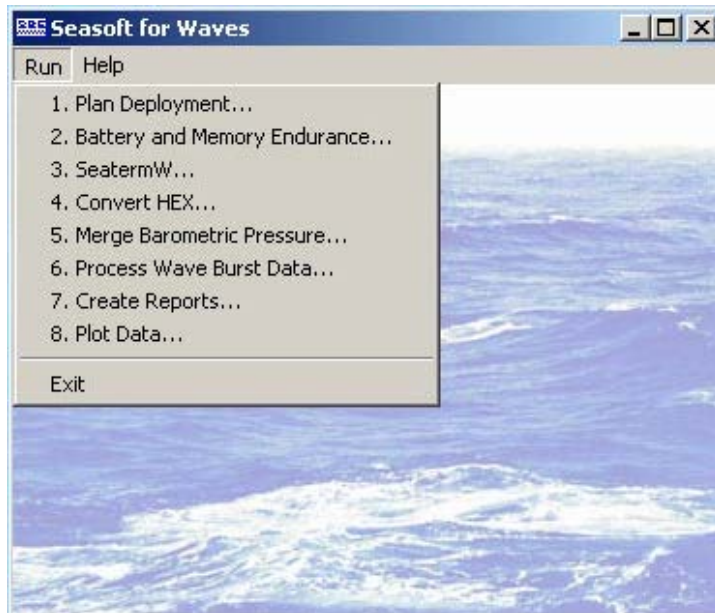 SBE Seasoft for Waves
Run Help
1. Plan Deployment...
2. Battery and Memory Endurance...
3. SeatermW...
4. Convert HEX...
5. Merge Barometric Pressure...
6. Process Wave Burst Data...
7. Create Reports...
8. Plot Data...
Exit